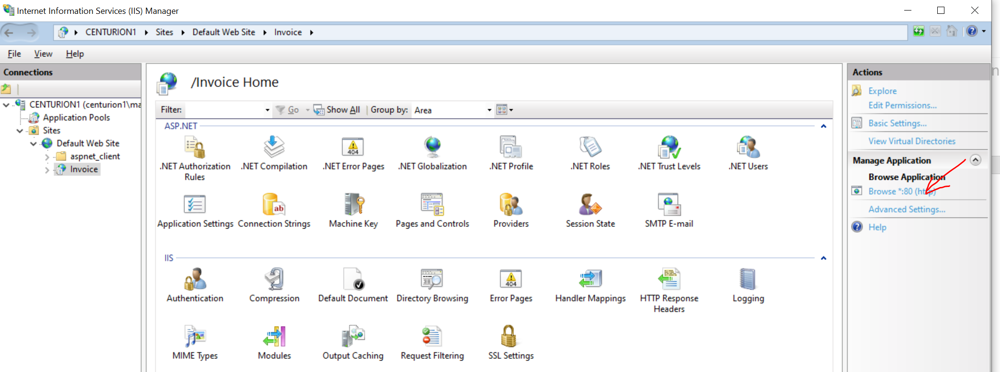 Internet Information Services (IIS) Manager
CENTURION1 Sites Default Web Site Invoice
File View Help
Connections
CENTURION1 (centurion1\ma
Application Pools
Sites
Default Web Site
aspnet_client
Invoice
/Invoice Home
Filter: Go Show All Group by: Area
ASP.NET
.NET Authorization Rules
.NET Compilation
404
.NET Error Pages
.NET Globalization
.NET Profile
.NET Roles
.NET Trust Levels
.NET Users
Application Settings
ab
Connection Strings
Machine Key
Pages and Controls
Providers
Session State
SMTP E-mail
IIS
Authentication
Compression
Default Document
Directory Browsing
404
Error Pages
Handler Mappings
HTTP Response Headers
Logging
MIME Types
Modules
Output Caching
Request Filtering
SSL Settings
Actions
Explore
Edit Permissions...
Basic Settings...
View Virtual Directories
Manage Application
Browse Application
Browse *:80 (http)
Advanced Settings...
Help
n